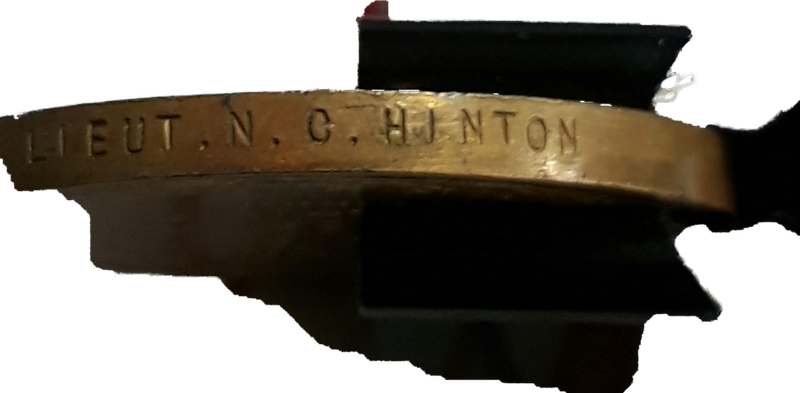 LIEUT. N. C. HINTON